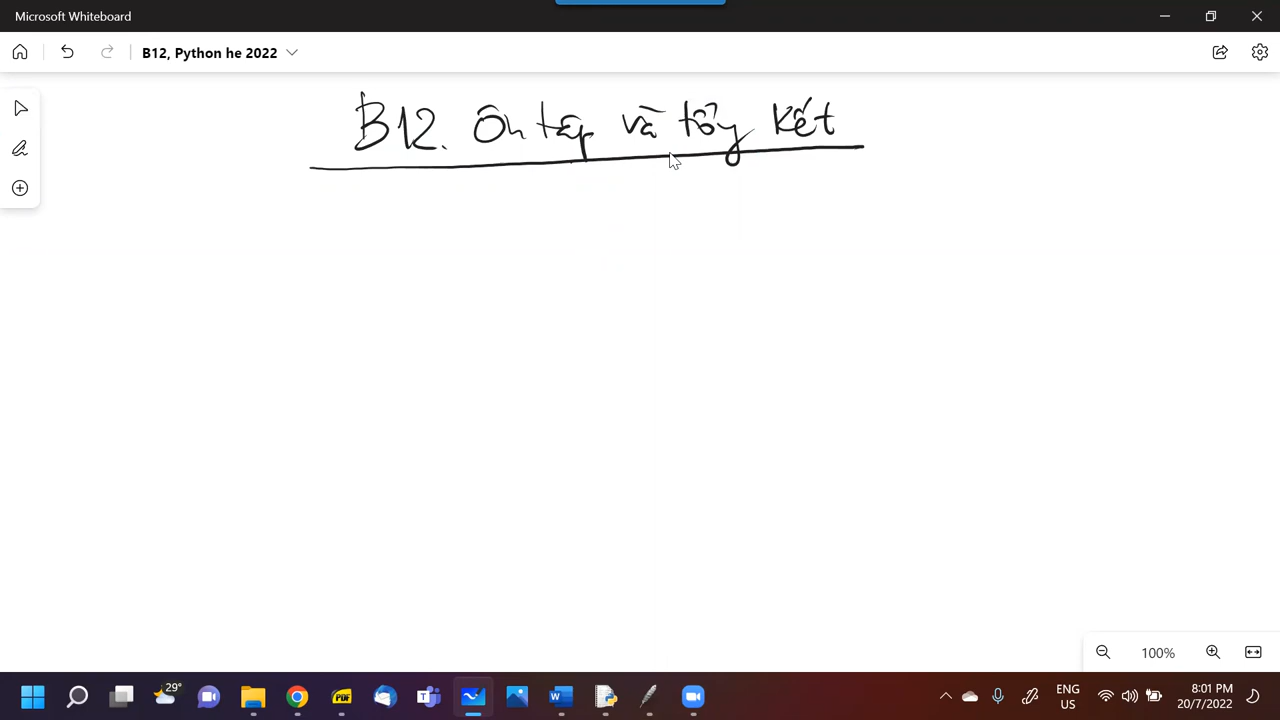 Microsoft Whiteboard
B12, Python he 2022
B12. Ôn tập và tổng kết
100%
29°
ENG
US
8:01 PM
20/7/2022